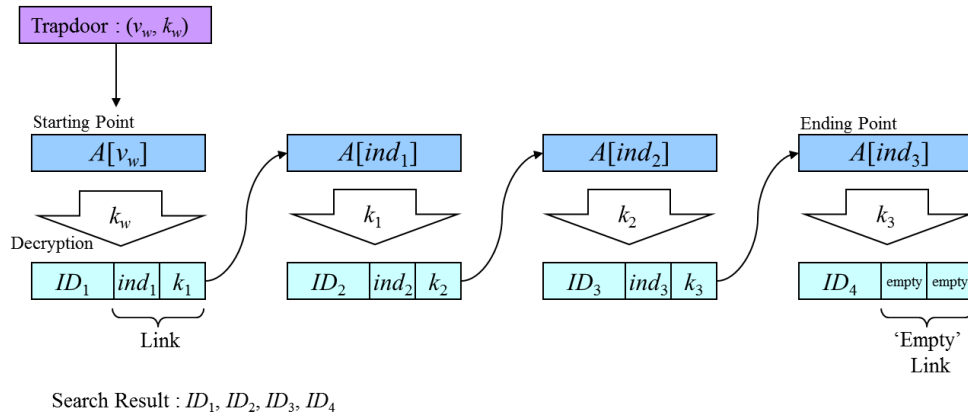 Trapdoor : (v_w, k_w)
Starting Point
Ending Point
A[v_w]
A[ind_1]
A[ind_2]
A[ind_3]
k_w
k_1
k_2
k_3
Decryption
ID_1 ind_1 k_1
ID_2 ind_2 k_2
ID_3 ind_3 k_3
ID_4 empty empty
Link
‘Empty’
Link
Search Result : ID_1, ID_2, ID_3, ID_4